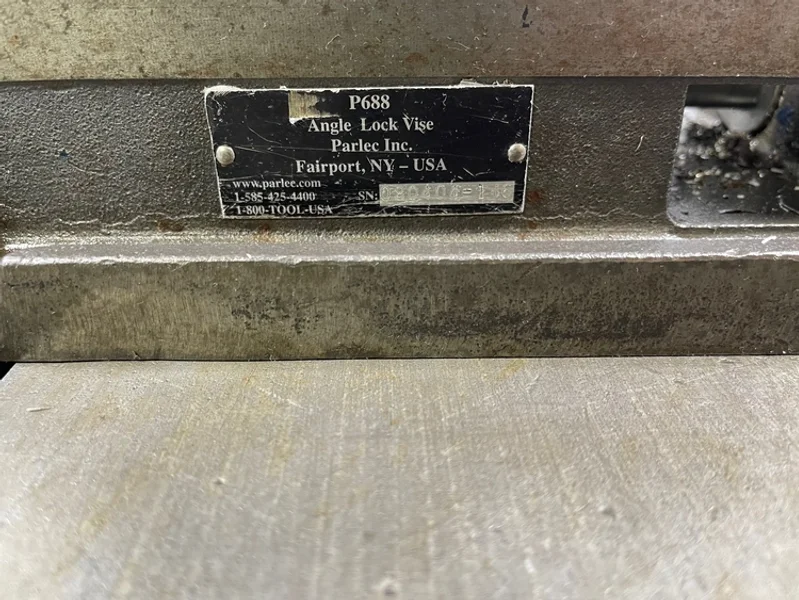 P688
Angle Lock Vise
Parlec Inc.
Fairport, NY – USA
www.parlec.com
1-585-425-4400 SN:
1-800-TOOL-USA